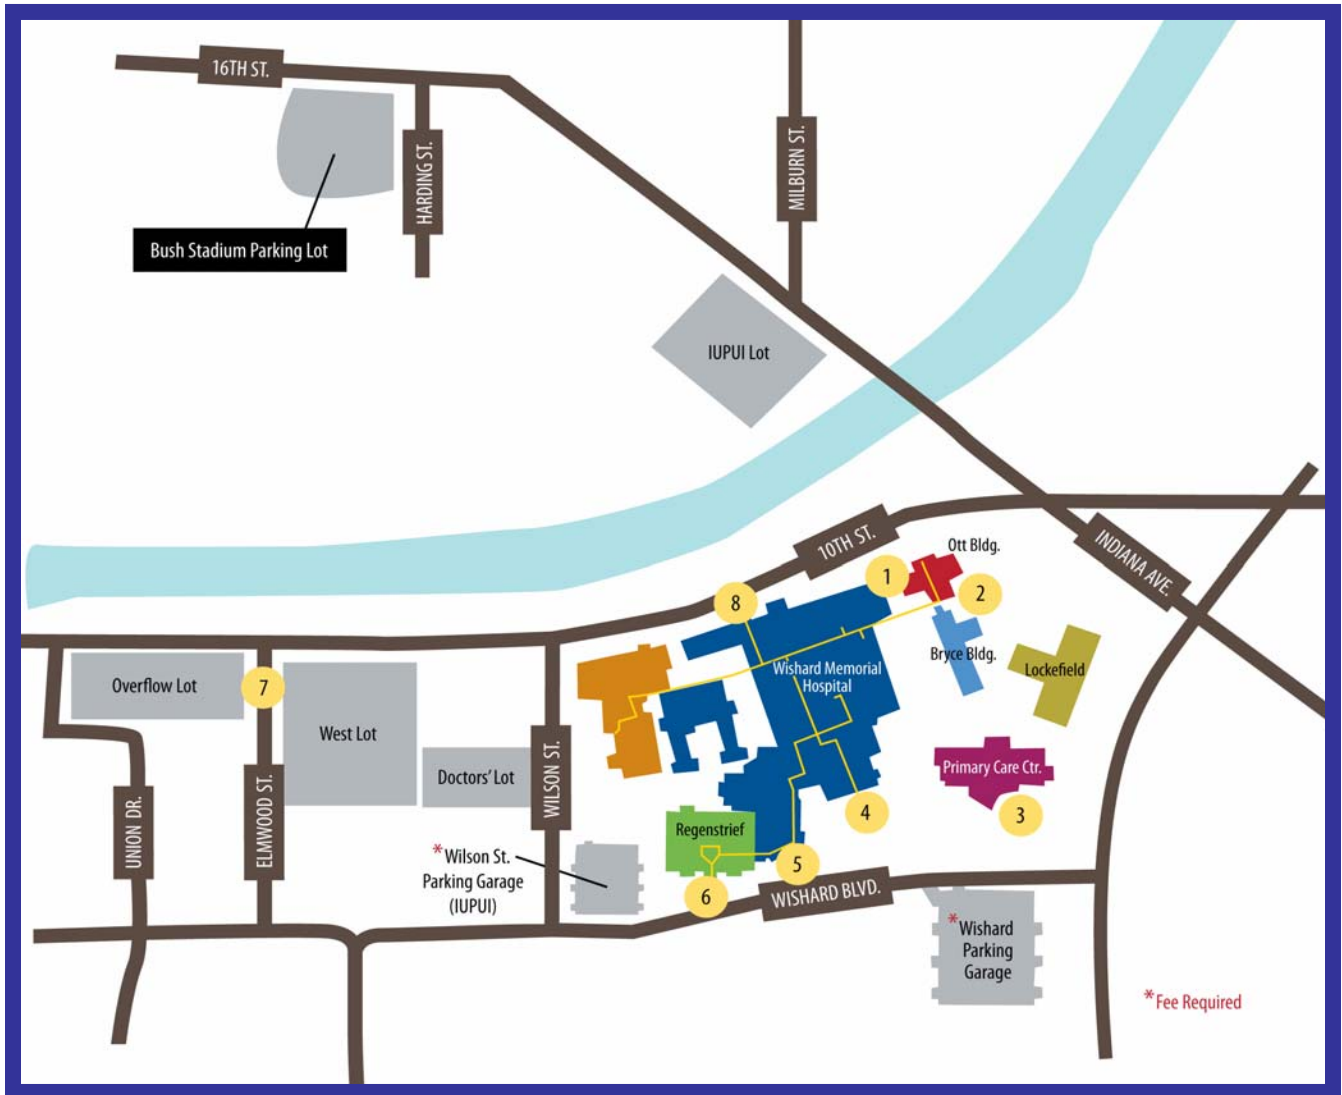 16TH ST.
HARDING ST.
MILBURN ST.
Bush Stadium Parking Lot
IUPUI Lot
10TH ST.
INDIANA AVE.
Ott Bldg.
1
2
8
Bryce Bldg.
Lockefield
Wishard Memorial
Hospital
Overflow Lot
7
West Lot
Doctors' Lot
WILSON ST.
UNION DR.
ELMWOOD ST.
Primary Care Ctr.
3
4
Regenstrief
5
6
*Wilson St.
Parking Garage
(IUPUI)
WISHARD BLVD.
*Wishard
Parking
Garage
*Fee Required